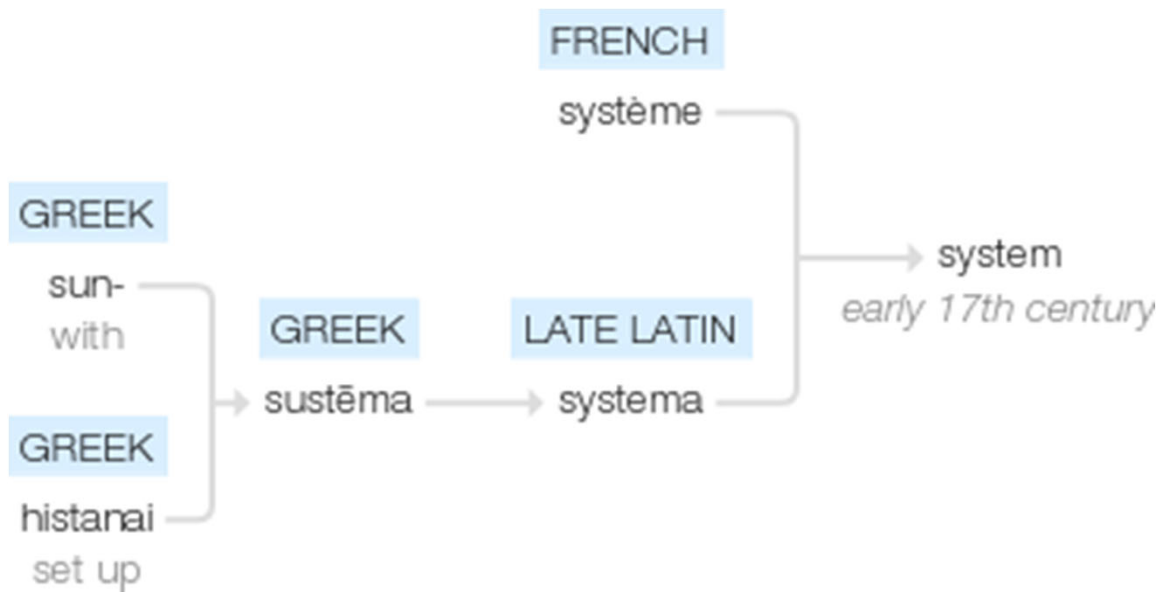 FRENCH
système
GREEK
sun-
with
GREEK
sustēma
LATE LATIN
systema
system
early 17th century
GREEK
histanai
set up